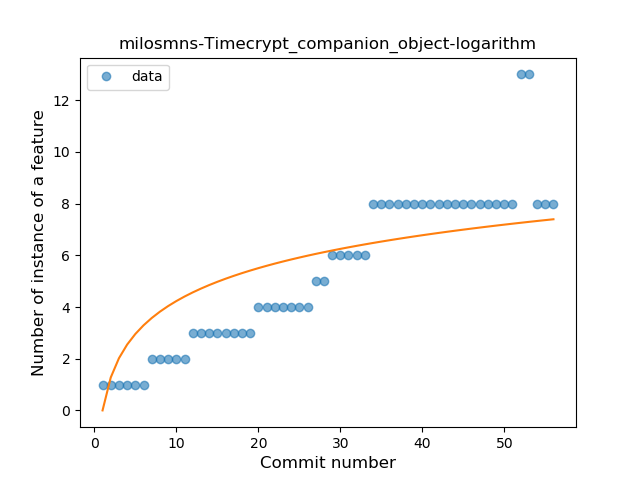 milosmns-Timecrypt_companion_object-logarithm
data
Number of instance of a feature
12
10
8
6
4
2
0
0 10 20 30 40 50
Commit number